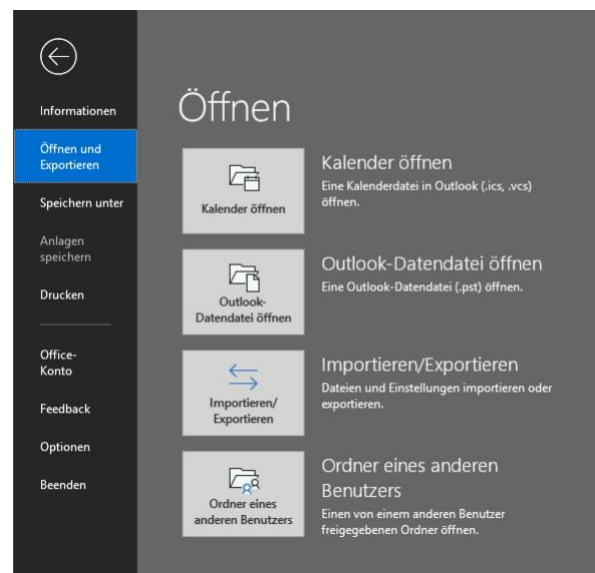 Informationen
Öffnen und
Exportieren
Speichern unter
Anlagen
speichern
Drucken
Office-
Konto
Feedback
Optionen
Beenden
Öffnen
Kalender öffnen
Kalender öffnen
Eine Kalenderdatei in Outlook (.ics, .vcs)
öffnen.
Outlook-
Datendatei öffnen
Outlook-Datendatei öffnen
Eine Outlook-Datendatei (.pst) öffnen.
Importieren/
Exportieren
Importieren/Exportieren
Dateien und Einstellungen importieren oder
exportieren.
Ordner eines
anderen Benutzers
Ordner eines anderen
Benutzers
Einen von einem anderen Benutzer
freigegebenen Ordner öffnen.